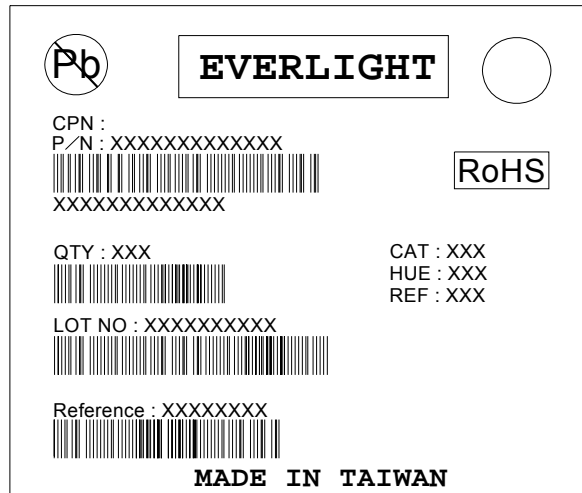 Pb
EVERLIGHT
CPN :
P/N : XXXXXXXXXXXXX
RoHS
XXXXXXXXXXXXX
QTY : XXX
CAT : XXX
HUE : XXX
REF : XXX
LOT NO : XXXXXXXXXX
Reference : XXXXXXXX
MADE IN TAIWAN